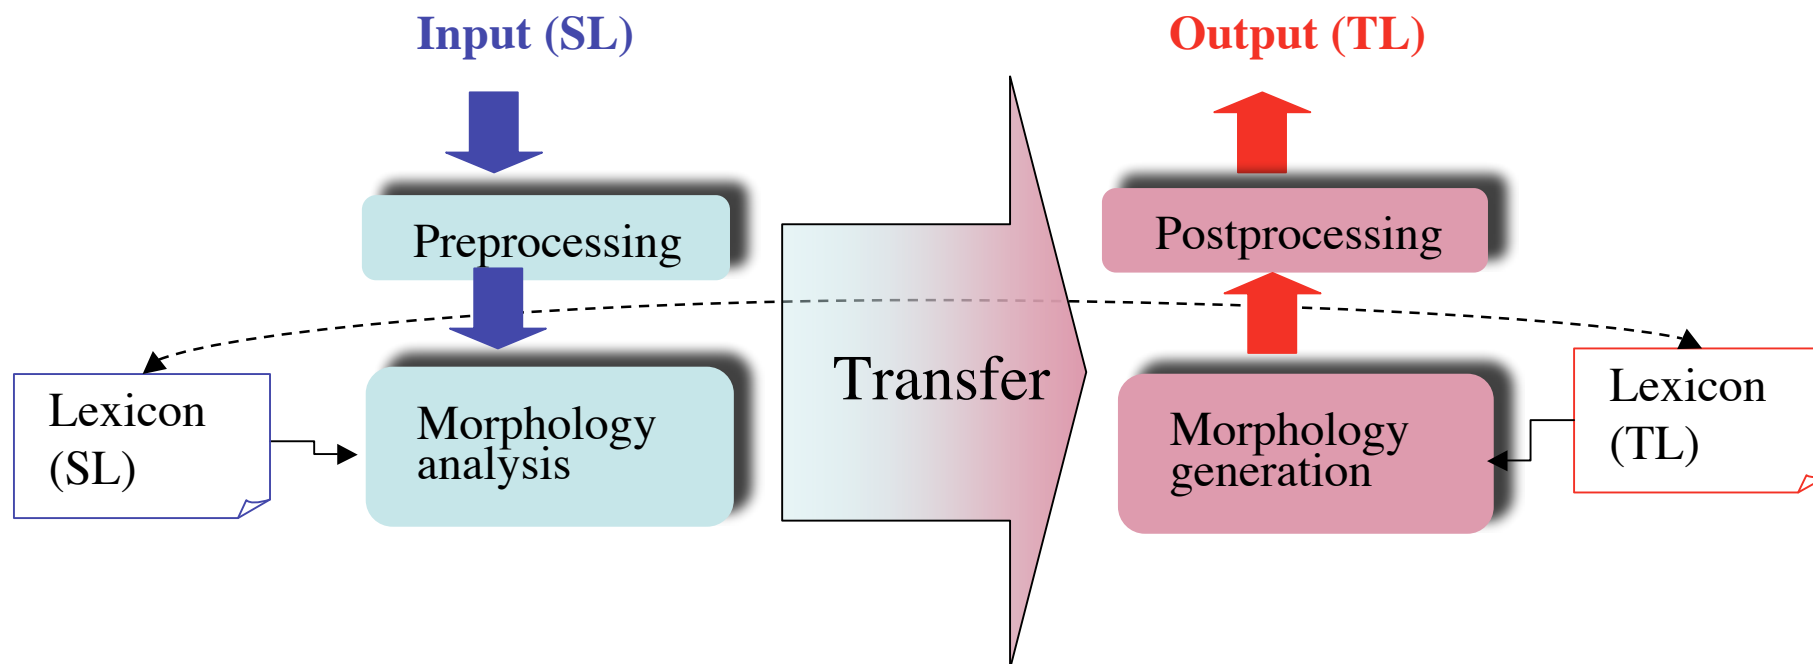 Input (SL)
Output (TL)
Preprocessing
Postprocessing
Lexicon
(SL)
Morphology
analysis
Transfer
Morphology
generation
Lexicon
(TL)